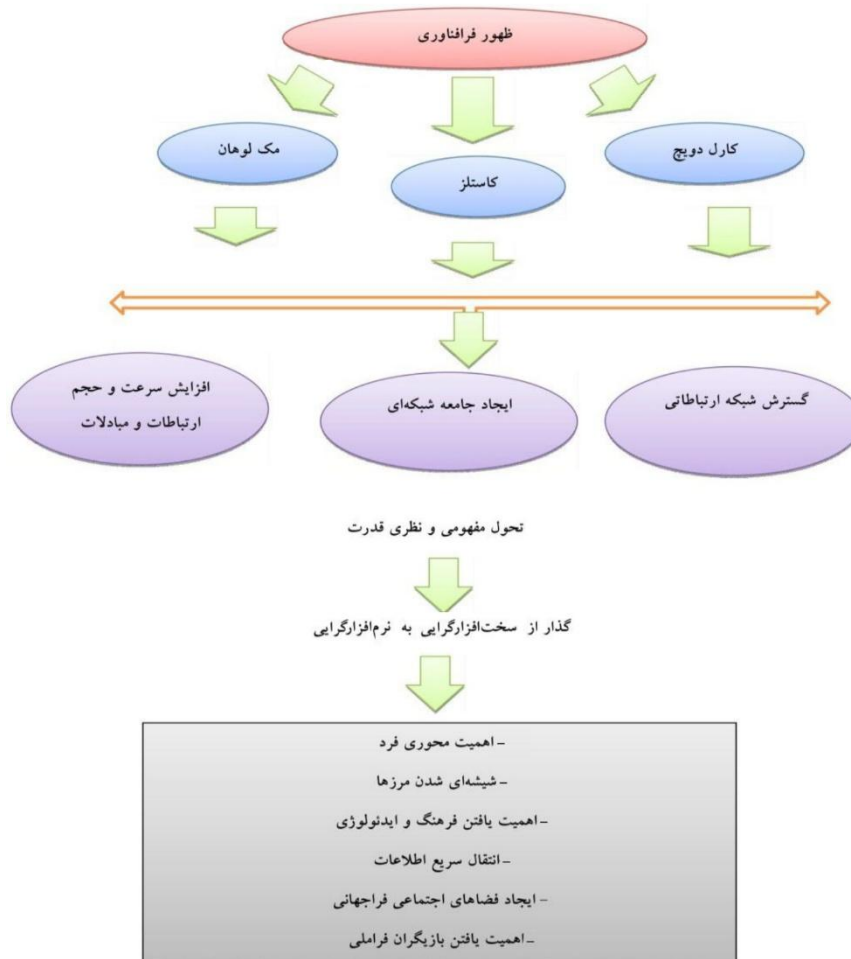 ظهور فرافناوری
کارل دویچ
کاستلز
مک لوهان
گسترش شبکه ارتباطاتی
ایجاد جامعه شبکه‌ای
افزایش سرعت و حجم
ارتباطات و مبادلات
تحول مفهومی و نظری قدرت
گذار از سخت‌افزارگرایی به نرم‌افزارگرایی
- اهمیت محوری فرد
- شیشه‌ای شدن مرزها
- اهمیت یافتن فرهنگ و ایدئولوژی
- انتقال سریع اطلاعات
- ایجاد فضاهای اجتماعی فراجهانی
- اهمیت یافتن بازیگران فراملی